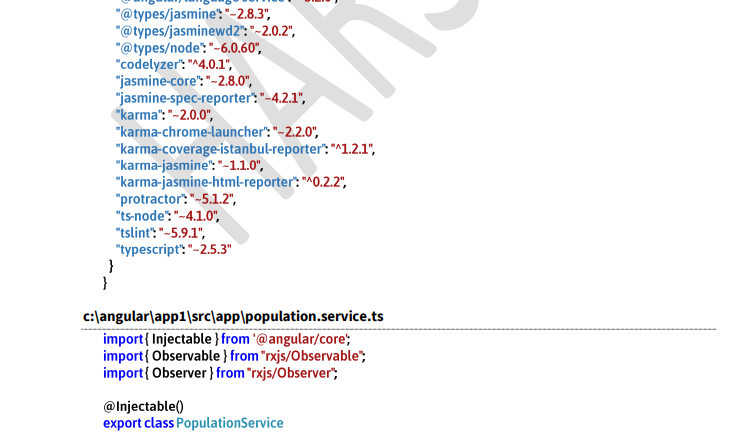 "@types/jasmine": "~2.8.3",
"@types/jasminewd2": "~2.0.2",
"@types/node": "~6.0.60",
"codelyzer": "^4.0.1",
"jasmine-core": "~2.8.0",
"jasmine-spec-reporter": "~4.2.1",
"karma": "~2.0.0",
"karma-chrome-launcher": "~2.2.0",
"karma-coverage-istanbul-reporter": "^1.2.1",
"karma-jasmine": "~1.1.0",
"karma-jasmine-html-reporter": "^0.2.2",
"protractor": "~5.1.2",
"ts-node": "~4.1.0",
"tslint": "~5.9.1",
"typescript": "~2.5.3"
}
}
c:\angular\app1\src\app\population.service.ts
import { Injectable } from '@angular/core';
import { Observable } from "rxjs/Observable";
import { Observer } from "rxjs/Observer";
@Injectable()
export class PopulationService